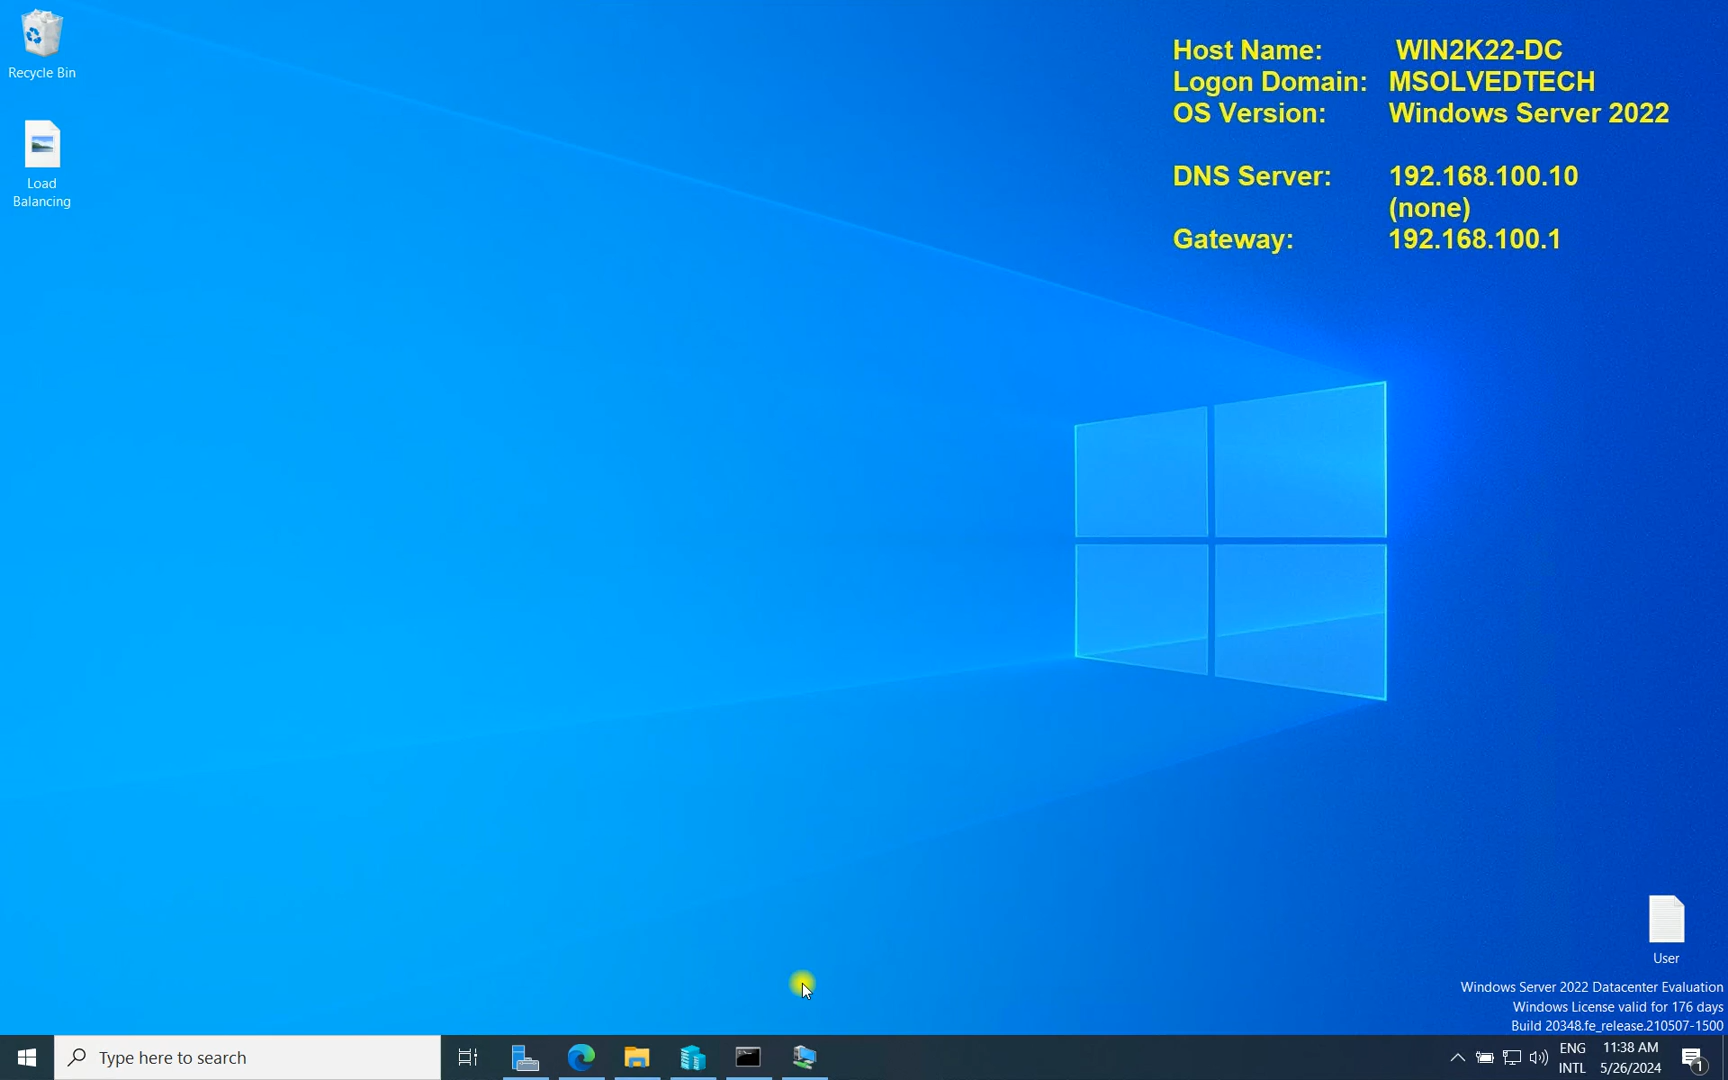 Recycle Bin
Load
Balancing
Host Name: WIN2K22-DC
Logon Domain: MSOLVEDTECH
OS Version: Windows Server 2022
DNS Server: 192.168.100.10
(none)
Gateway: 192.168.100.1
User
Windows Server 2022 Datacenter Evaluation
Windows License valid for 176 days
Build 20348.fe_release.210507-1500
Type here to search
ENG
INTL
11:38 AM
5/26/2024
1